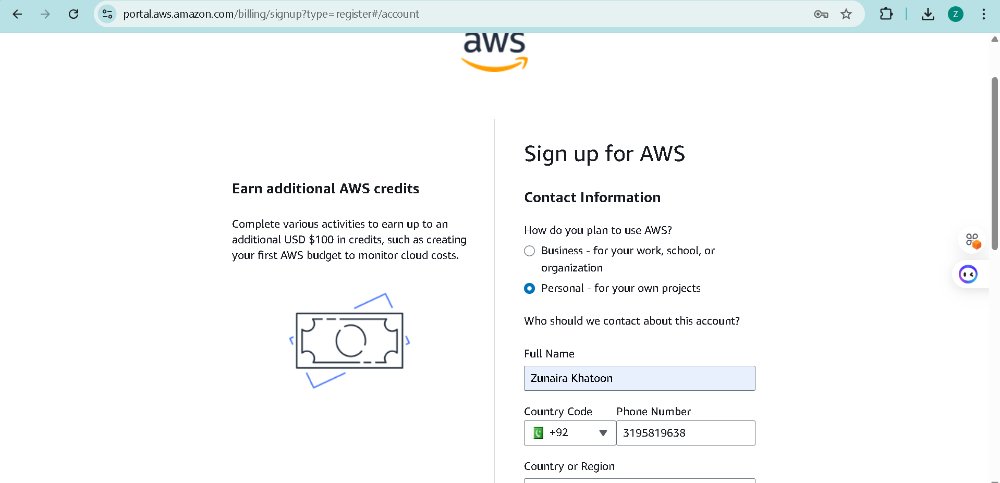 portal.aws.amazon.com/billing/signup?type=register#/account
Z
aws
Earn additional AWS credits
Complete various activities to earn up to an
additional USD $100 in credits, such as creating
your first AWS budget to monitor cloud costs.
Sign up for AWS
Contact Information
How do you plan to use AWS?
Business - for your work, school, or
organization
Personal - for your own projects
Who should we contact about this account?
Full Name
Zunaira Khatoon
Country Code Phone Number
+92 3195819638
Country or Region